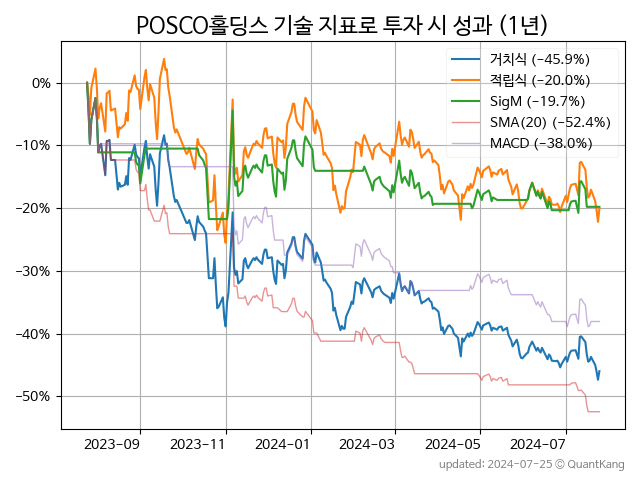 POSCO홀딩스 기술 지표로 투자 시 성과 (1년)
거치식 (−45.9%)
적립식 (−20.0%)
SigM (−19.7%)
SMA(20) (−52.4%)
MACD (−38.0%)
0%
−10%
−20%
−30%
−40%
−50%
2023−09 2023−11 2024−01 2024−03 2024−05 2024−07
updated: 2024−07−25 ⓒ QuantKang